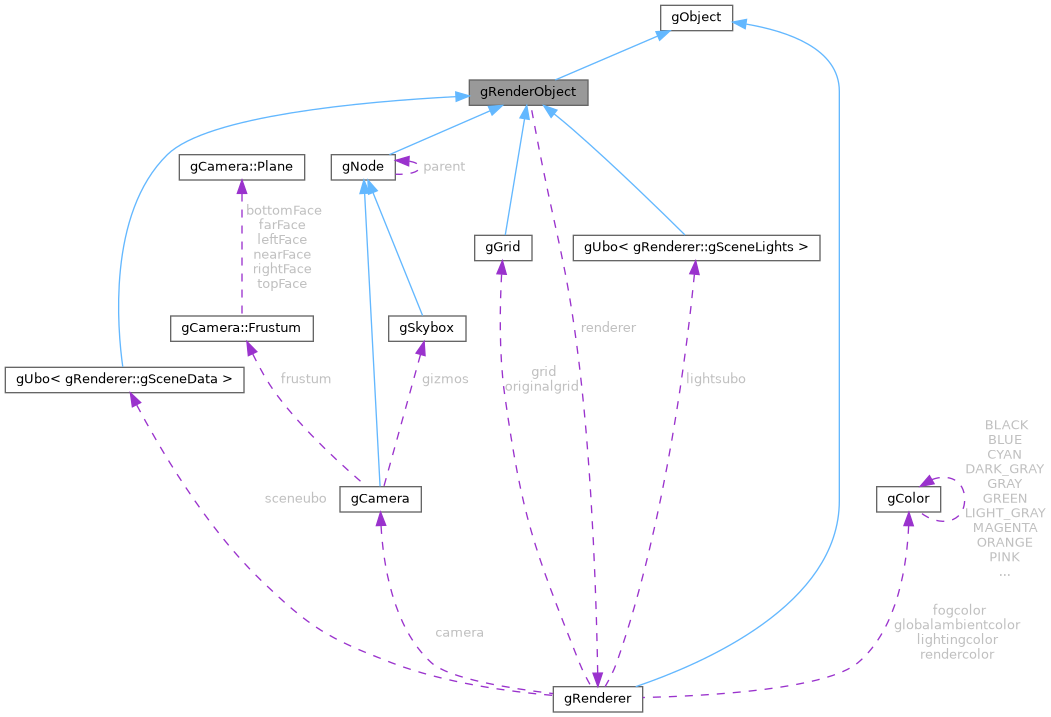 gObject
gRenderObject
gCamera::Plane
gNode
parent
bottomFace
farFace
leftFace
nearFace
rightFace
topFace
gGrid
gUbo< gRenderer::gSceneLights >
gCamera::Frustum
gSkybox
renderer
gUbo< gRenderer::gSceneData >
frustum
gizmos
grid
originalgrid
lightsubo
BLACK
BLUE
CYAN
DARK_GRAY
GRAY
GREEN
LIGHT_GRAY
MAGENTA
ORANGE
PINK
...
sceneubo
gCamera
gColor
camera
fogcolor
globalambientcolor
lightingcolor
rendercolor
gRenderer